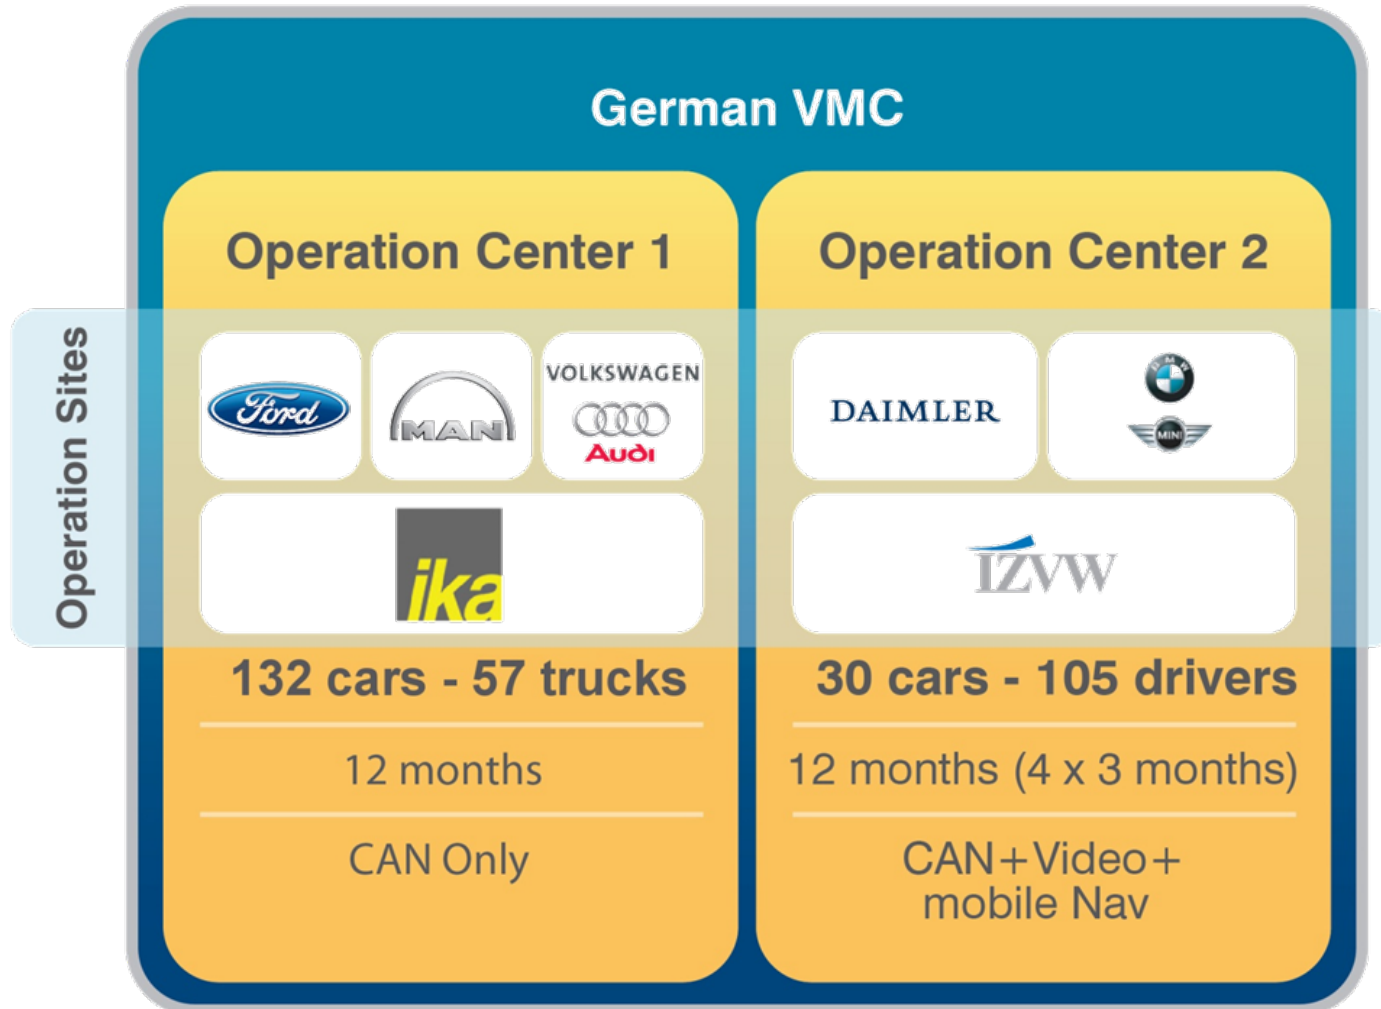 German VMC
Operation Center 1
Operation Center 2
Operation Sites
Ford
MAN
VOLKSWAGEN
Audi
DAIMLER
BMW
MINI
ika
IZVW
132 cars - 57 trucks
30 cars - 105 drivers
12 months
12 months (4 x 3 months)
CAN Only
CAN+Video+
mobile Nav